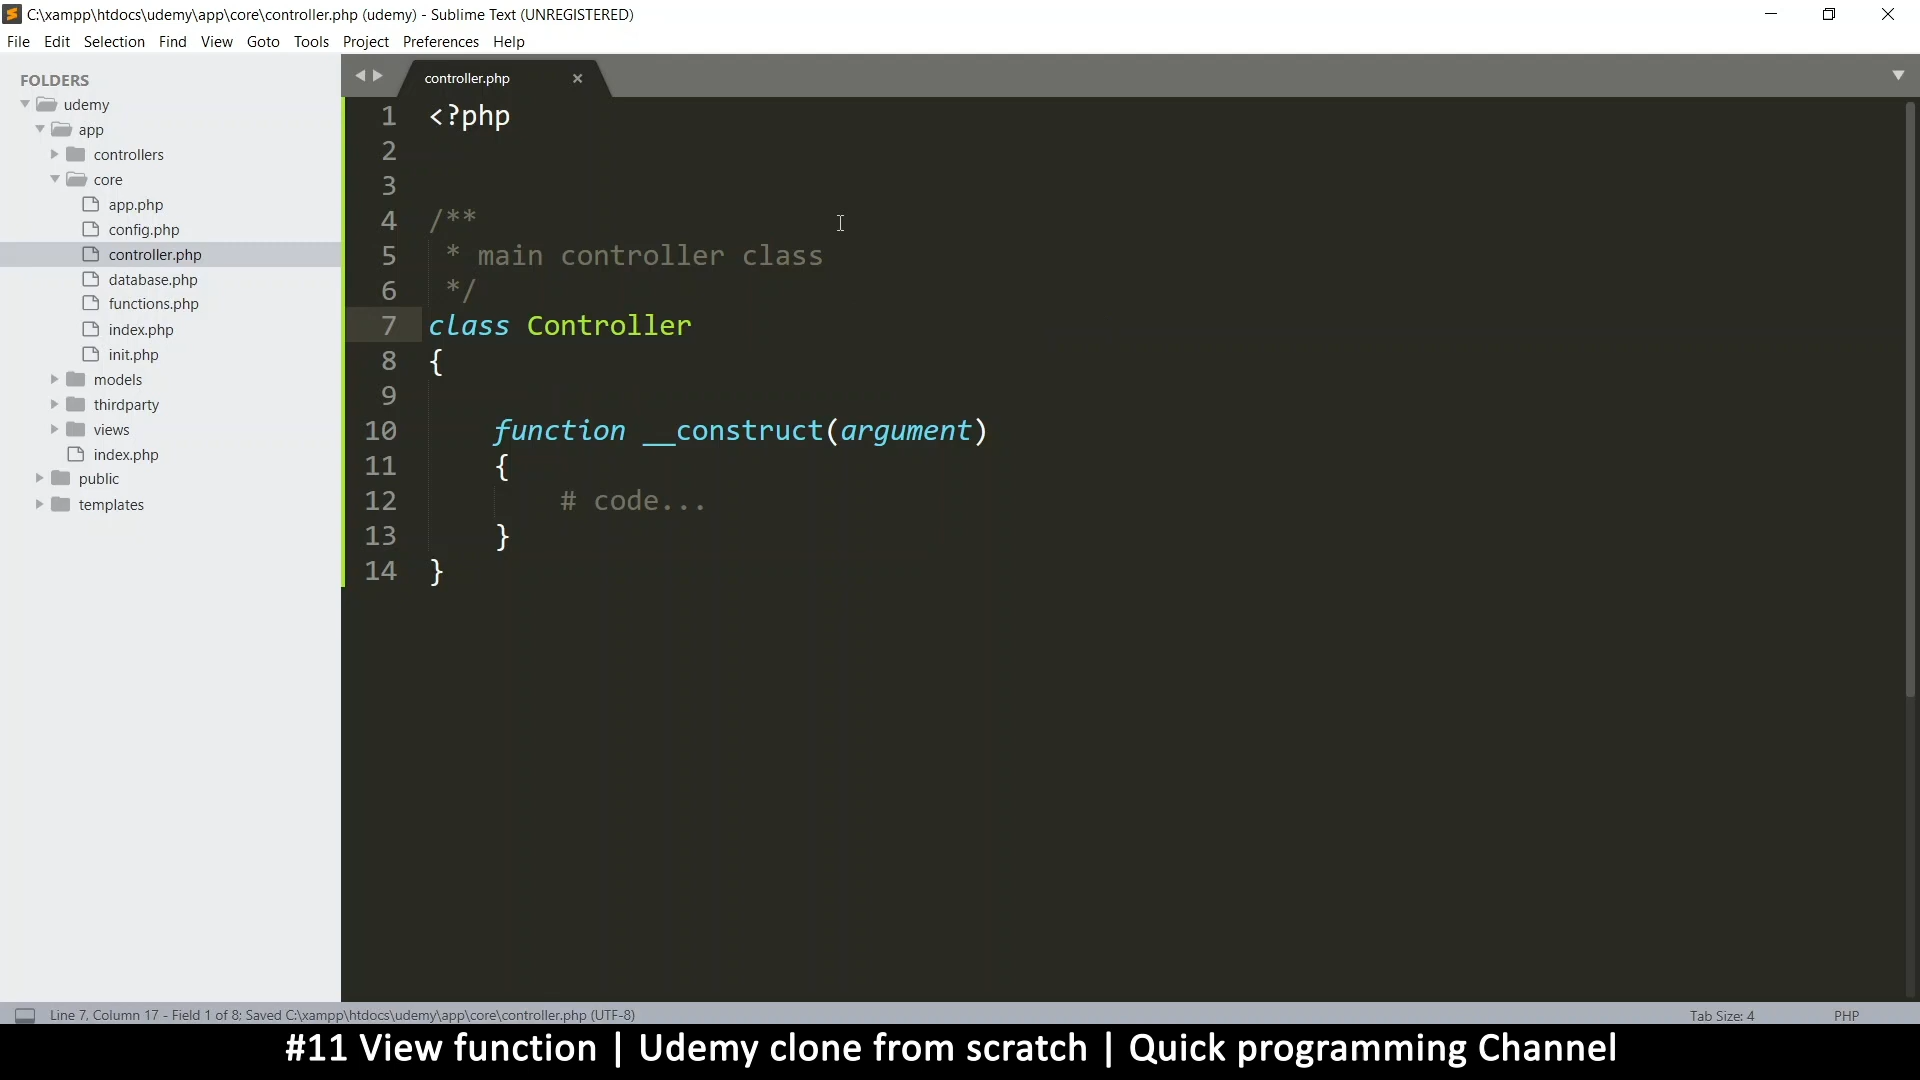 C:\xampp\htdocs\udemy\app\core\controller.php (udemy) - Sublime Text (UNREGISTERED)
File Edit Selection Find View Goto Tools Project Preferences Help
FOLDERS
udemy
app
controllers
core
app.php
config.php
controller.php
database.php
functions.php
index.php
init.php
models
thirdparty
views
index.php
public
templates
controller.php
1 <?php
2
3
4 /**
5 * main controller class
6 */
7 class Controller
8 {
9
10 function __construct(argument)
11 {
12 # code...
13 }
14 }
Line 7, Column 17 - Field 1 of 8; Saved C:\xampp\htdocs\udemy\app\core\controller.php (UTF-8) Tab Size: 4 PHP
#11 View function | Udemy clone from scratch | Quick programming Channel